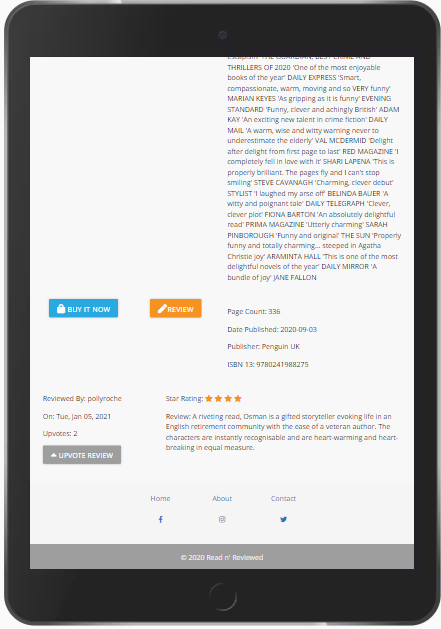 THRILLERS OF 2020 'One of the most enjoyable
books of the year' DAILY EXPRESS 'Smart,
compassionate, warm, moving and so VERY funny'
MARIAN KEYES 'As gripping as it is funny' EVENING
STANDARD 'Funny, clever and achingly British' ADAM
KAY 'An exciting new talent in crime fiction' DAILY
MAIL 'A warm, wise and witty warning never to
underestimate the elderly' VAL MCDERMID 'Delight
after delight from first page to last' RED MAGAZINE 'I
completely fell in love with it' SHARI LAPENA 'This is
properly brilliant. The pages fly and I can't stop
smiling' STEVE CAVANAGH 'Charming, clever debut'
STYLIST 'I laughed my arse off' BELINDA BAUER 'A
witty and poignant tale' DAILY TELEGRAPH 'Clever,
clever plot' FIONA BARTON 'An absolutely delightful
read' PRIMA MAGAZINE 'Utterly charming' SARAH
PINBOROUGH 'Funny and original' THE SUN 'Properly
funny and totally charming... steeped in Agatha
Christie joy' ARAMINTA HALL 'This is one of the most
delightful novels of the year' DAILY MIRROR 'A
bundle of joy' JANE FALLON
BUY IT NOW
REVIEW
Page Count: 336
Date Published: 2020-09-03
Publisher: Penguin UK
ISBN 13: 9780241988275
Reviewed By: pollyroche
On: Tue, Jan 05, 2021
Upvotes: 2
UPVOTE REVIEW
Star Rating:
Review: A riveting read, Osman is a gifted storyteller evoking life in an
English retirement community with the ease of a veteran author. The
characters are instantly recognisable and are heart-warming and heart-
breaking in equal measure.
Home About Contact
© 2020 Read n' Reviewed